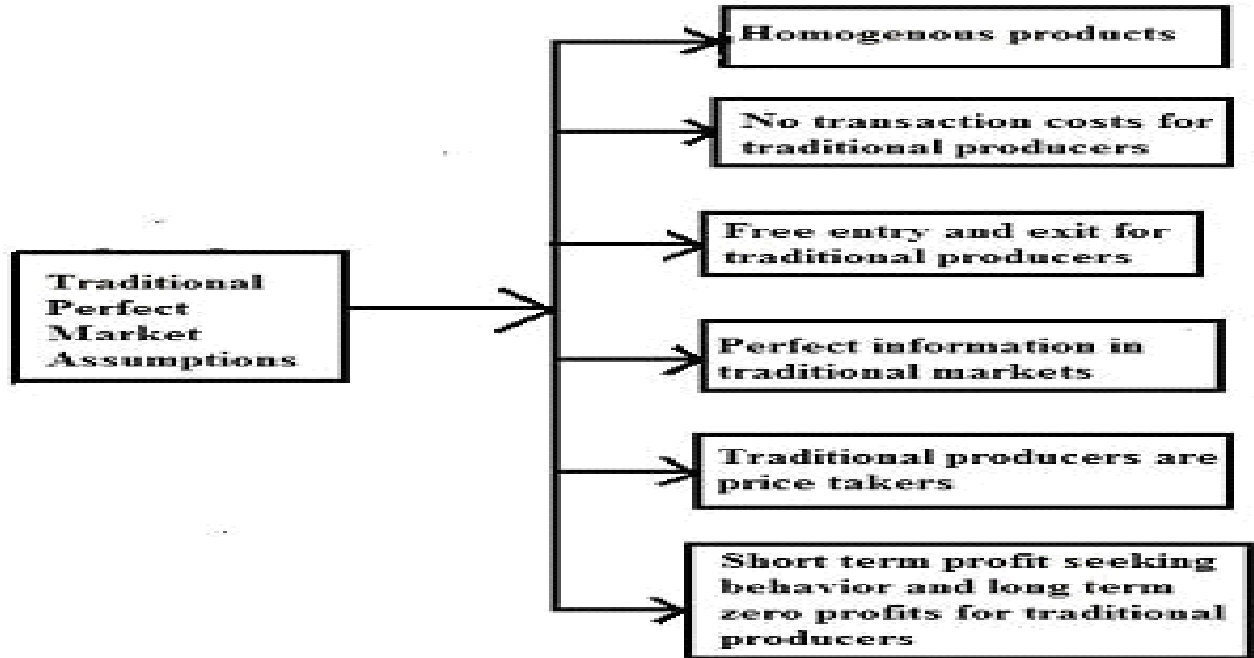 Homogenous products
No transaction costs for
traditional producers
Free entry and exit for
traditional producers
Traditional
Perfect
Market
Assumptions
Perfect information in
traditional markets
Traditional producers are
price takers
Short term profit seeking
behavior and long term
zero profits for traditional
producers